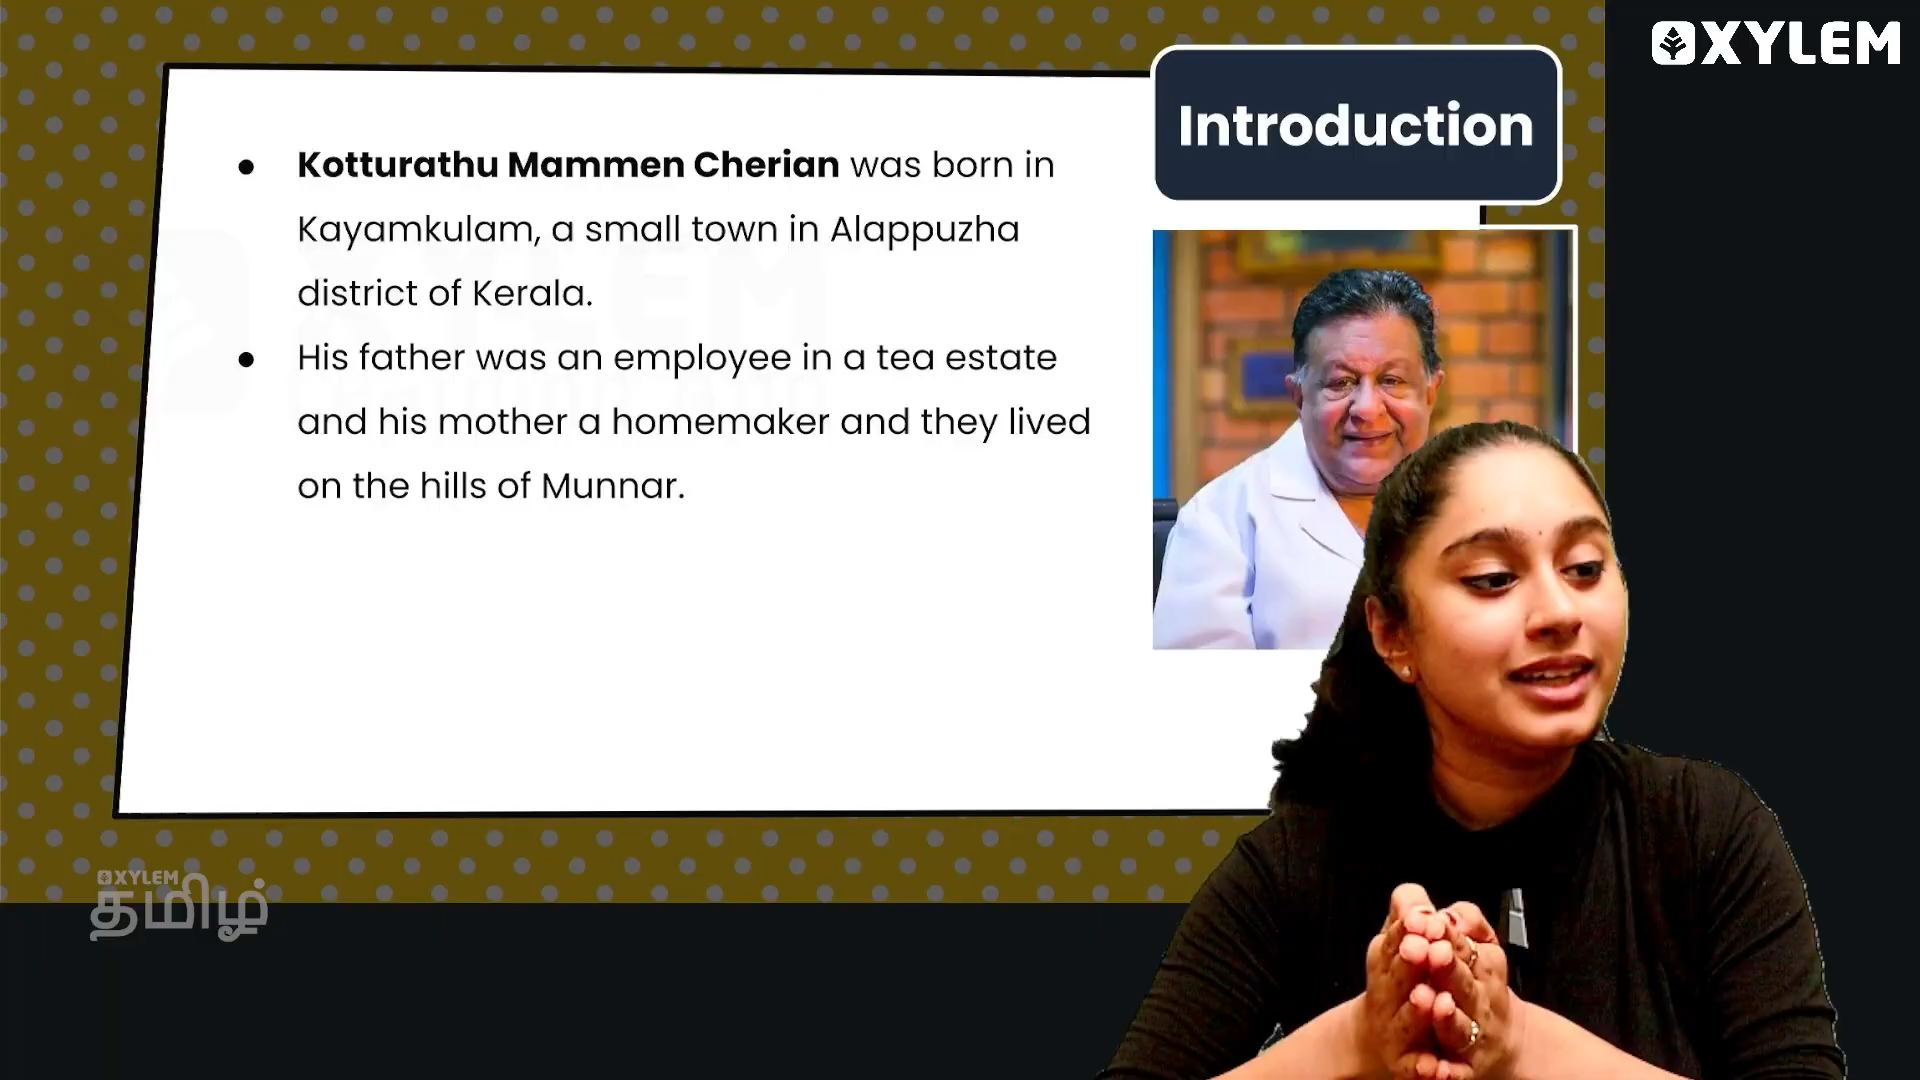 XYLEM
Introduction
● Kotturathu Mammen Cherian was born in
Kayamkulam, a small town in Alappuzha
district of Kerala.
● His father was an employee in a tea estate
and his mother a homemaker and they lived
on the hills of Munnar.
XYLEM
தமிழ்